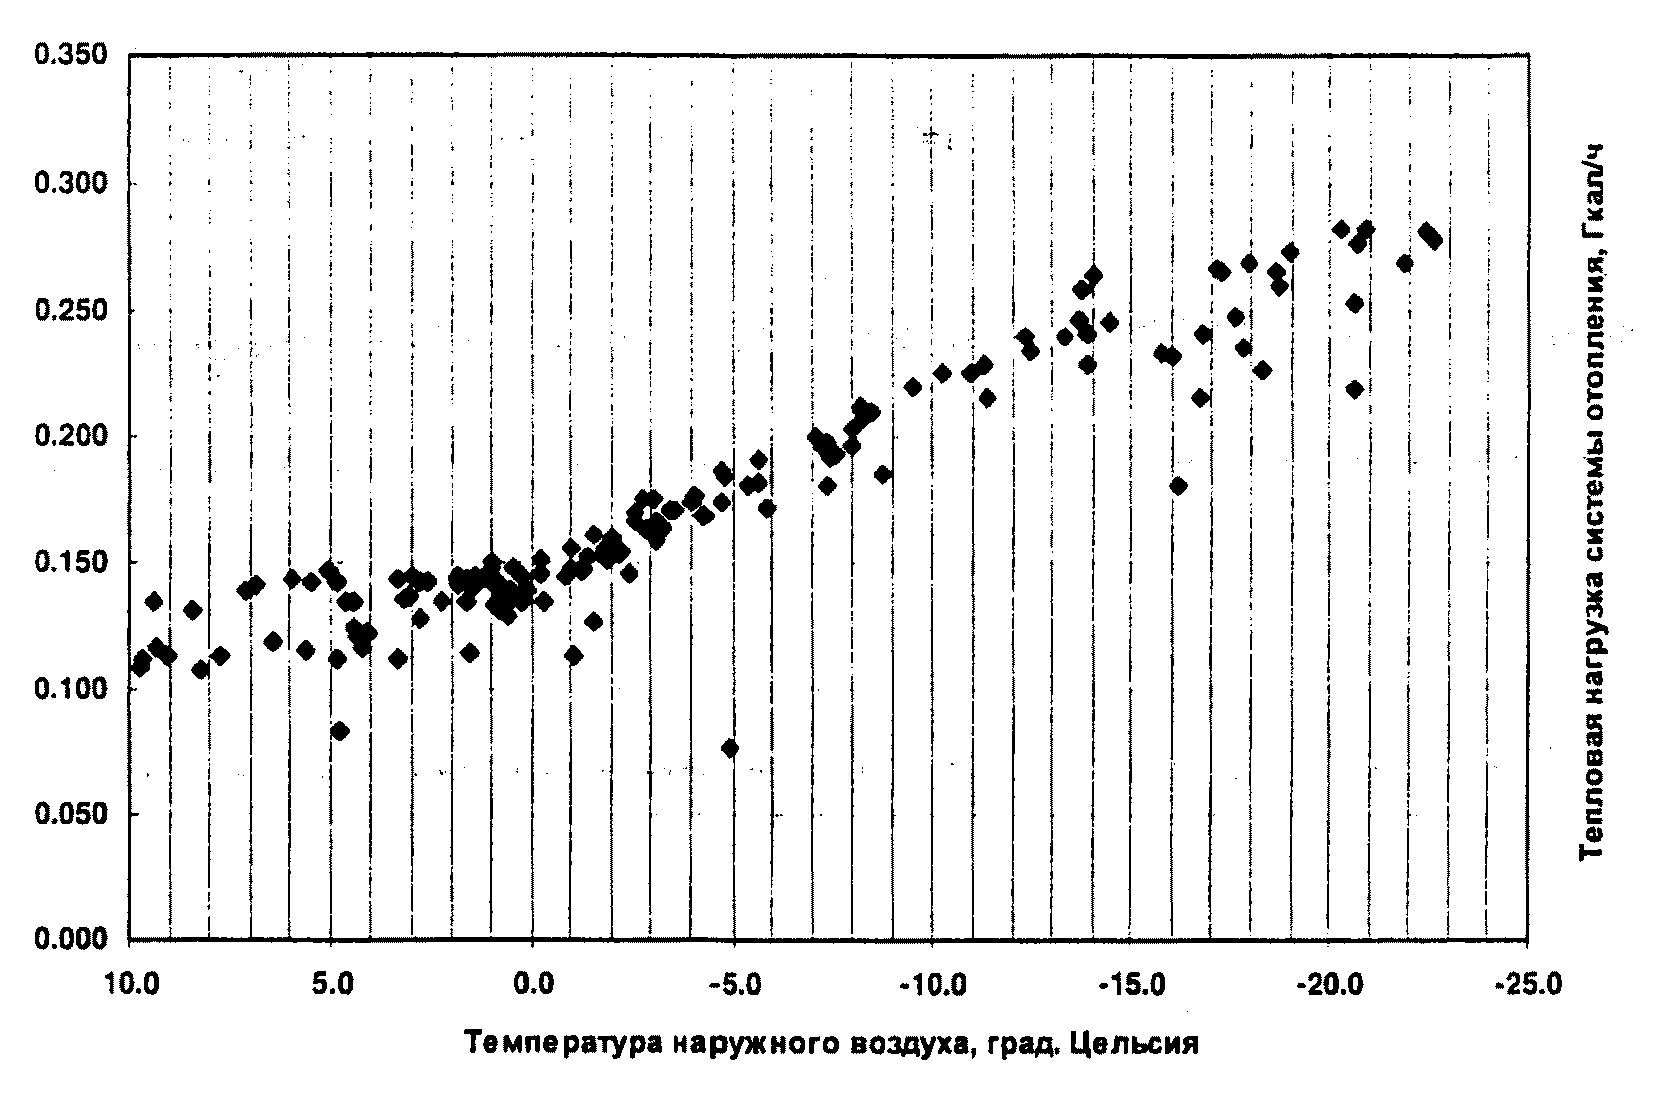 0.350
0.300
0.250
0.200
0.150
0.100
0.050
0.000
10.0 5.0 0.0 -5.0 -10.0 -15.0 -20.0 -25.0
Температура наружного воздуха, град. Цельсия
Тепловая нагрузка системы отопления, Гкал/ч